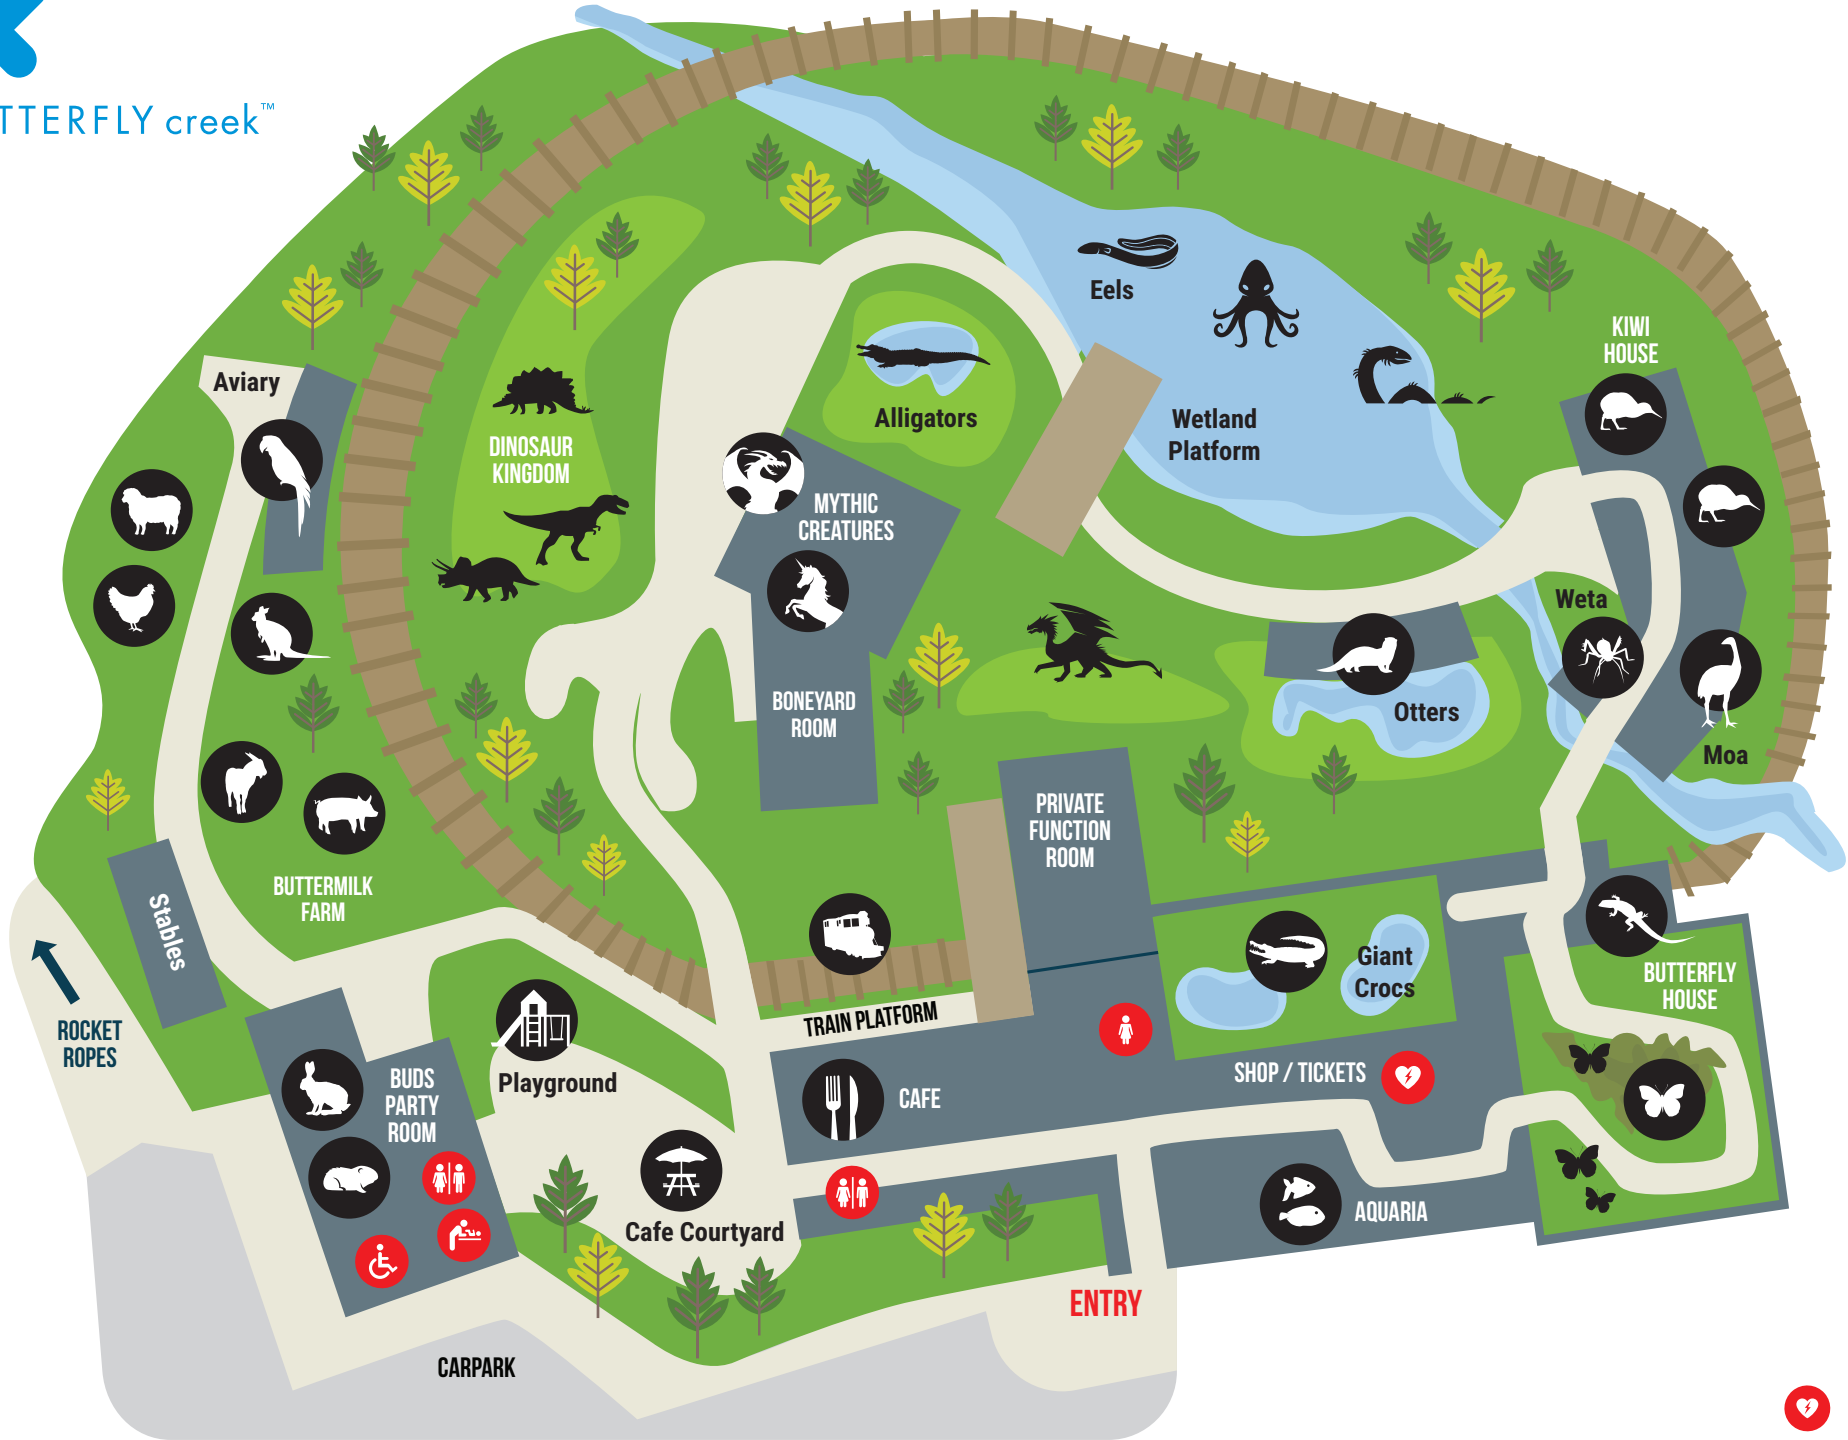 TTERFLY creek™
Eels
KIWI
HOUSE
Aviary
Alligators
Wetland
Platform
DINOSAUR
KINGDOM
MYTHIC
CREATURES
Weta
BONEYARD
ROOM
Otters
Moa
PRIVATE
FUNCTION
ROOM
BUTTERMILK
FARM
Stables
Giant
Crocs
BUTTERFLY
HOUSE
ROCKET
ROPES
TRAIN PLATFORM
Playground
BUDS
PARTY
ROOM
CAFE
SHOP / TICKETS
Cafe Courtyard
AQUARIA
ENTRY
CARPARK